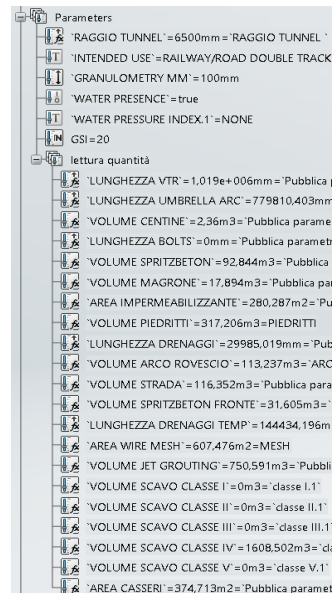 Parameters
`RAGGIO TUNNEL`=6500mm=`RAGGIO TUNNEL `
`INTENDED USE`=RAILWAY/ROAD DOUBLE TRACK
`GRANULOMETRY MM`=100mm
`WATER PRESENCE`=true
`WATER PRESSURE INDEX.1`=NONE
GSI=20
lettura quantità
`LUNGHEZZA VTR`=1,019e+006mm=`Pubblica p
`LUNGHEZZA UMBRELLA ARC`=779810,403mm
`VOLUME CENTINE`=2,36m3=`Pubblica parame
`LUNGHEZZA BOLTS`=0mm=`Pubblica parametr
`VOLUME SPRITZBETON`=92,844m3=`Pubblica
`VOLUME MAGRONE`=17,894m3=`Pubblica par
`AREA IMPERMEABILIZZANTE`=280,287m2=`Pu
`VOLUME PIEDRITTI`=317,206m3=PIEDRITTI
`LUNGHEZZA DRENAGGI`=29985,019mm=`Pub
`VOLUME ARCO ROVESCIO`=113,237m3=`ARC
`VOLUME STRADA`=116,352m3=`Pubblica para
`VOLUME SPRITZBETON FRONTE`=31,605m3=`
`LUNGHEZZA DRENAGGI TEMP`=144434,196m
`AREA WIRE MESH`=607,476m2=MESH
`VOLUME JET GROUTING`=750,591m3=`Pubbli
`VOLUME SCAVO CLASSE I`=0m3=`classe I.1`
`VOLUME SCAVO CLASSE II`=0m3=`classe II.1`
`VOLUME SCAVO CLASSE III`=0m3=`classe III.1`
`VOLUME SCAVO CLASSE IV`=1608,502m3=`cla
`VOLUME SCAVO CLASSE V`=0m3=`classe V.1`
`AREA CASSERI`=374,713m2=`Pubblica paramet